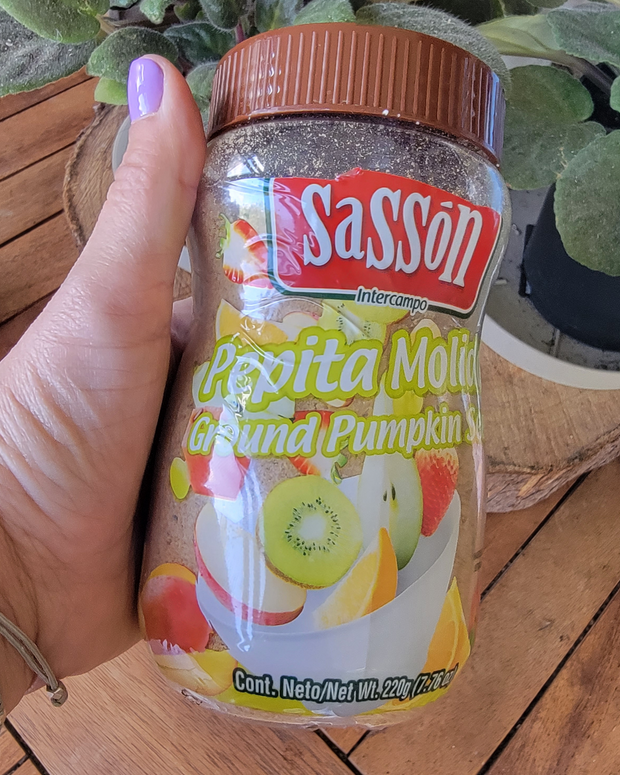 SaSSón
Intercampo
Pepita Molid
Ground Pumpkin S
Cont. Neto/Net Wt. 220g (7.76 oz)